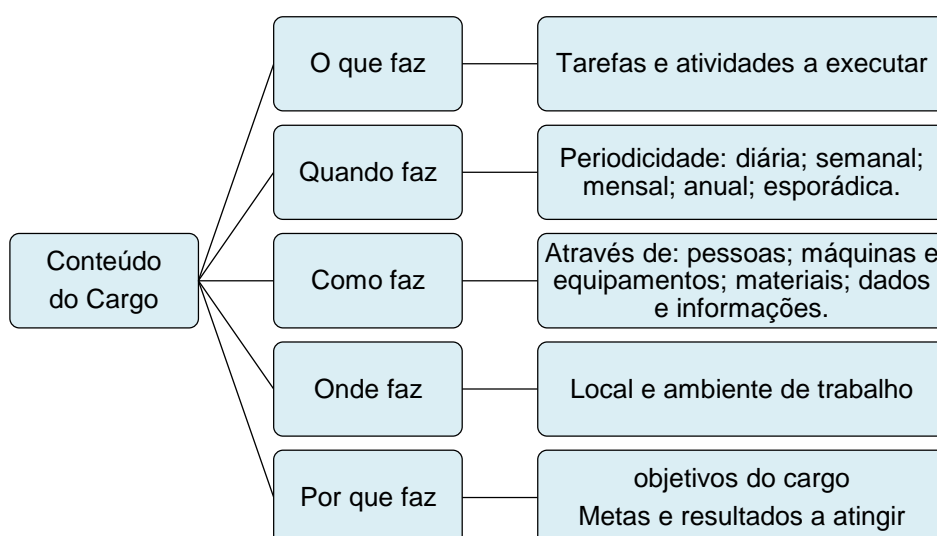 O que faz
Tarefas e atividades a executar
Quando faz
Periodicidade: diária; semanal;
mensal; anual; esporádica.
Conteúdo
do Cargo
Como faz
Através de: pessoas; máquinas e
equipamentos; materiais; dados
e informações.
Onde faz
Local e ambiente de trabalho
Por que faz
objetivos do cargo
Metas e resultados a atingir